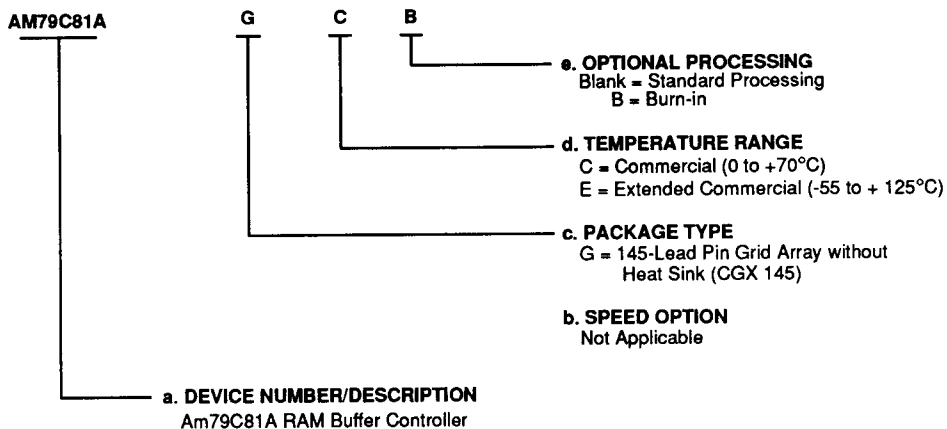 AM79C81A G C B
e. OPTIONAL PROCESSING
Blank = Standard Processing
B = Burn-in
d. TEMPERATURE RANGE
C = Commercial (0 to +70°C)
E = Extended Commercial (-55 to + 125°C)
c. PACKAGE TYPE
G = 145-Lead Pin Grid Array without
Heat Sink (CGX 145)
b. SPEED OPTION
Not Applicable
a. DEVICE NUMBER/DESCRIPTION
Am79C81A RAM Buffer Controller